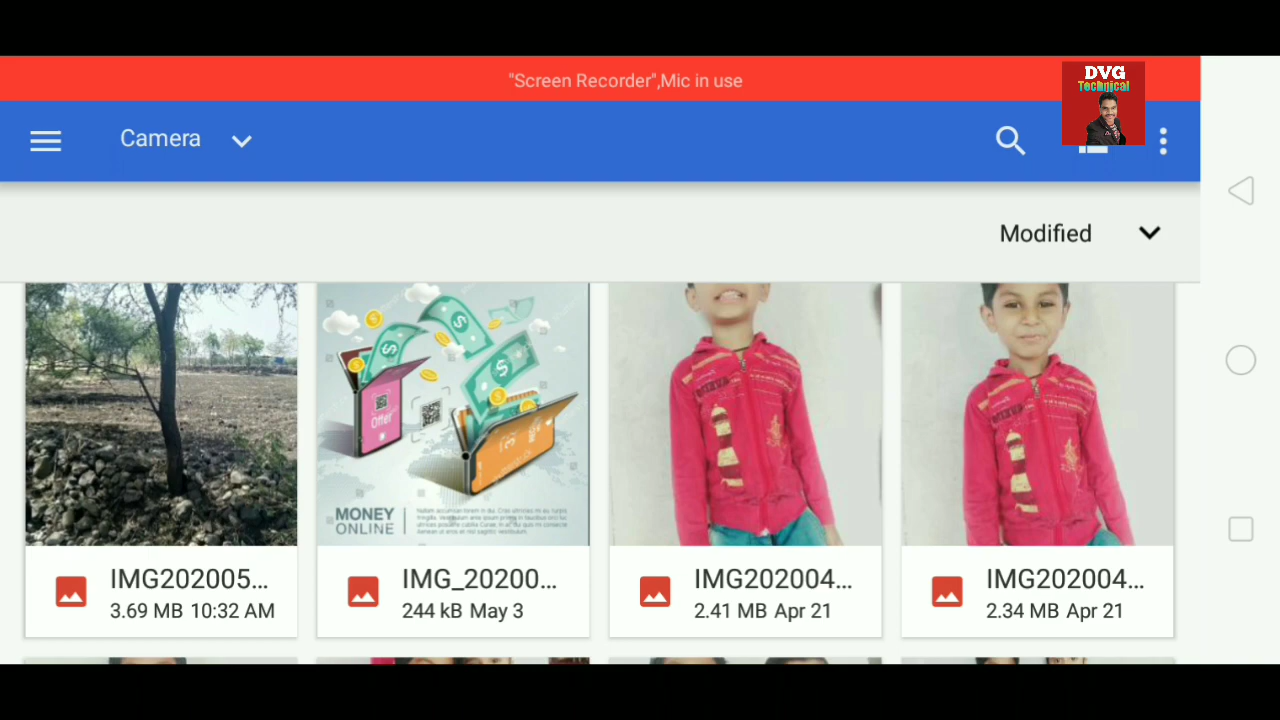 "Screen Recorder",Mic in use
DVG
Technical
Camera
Modified
Offer
MONEY
ONLINE
IMG202005...
3.69 MB 10:32 AM
IMG_20200...
244 kB May 3
IMG202004...
2.41 MB Apr 21
IMG202004...
2.34 MB Apr 21